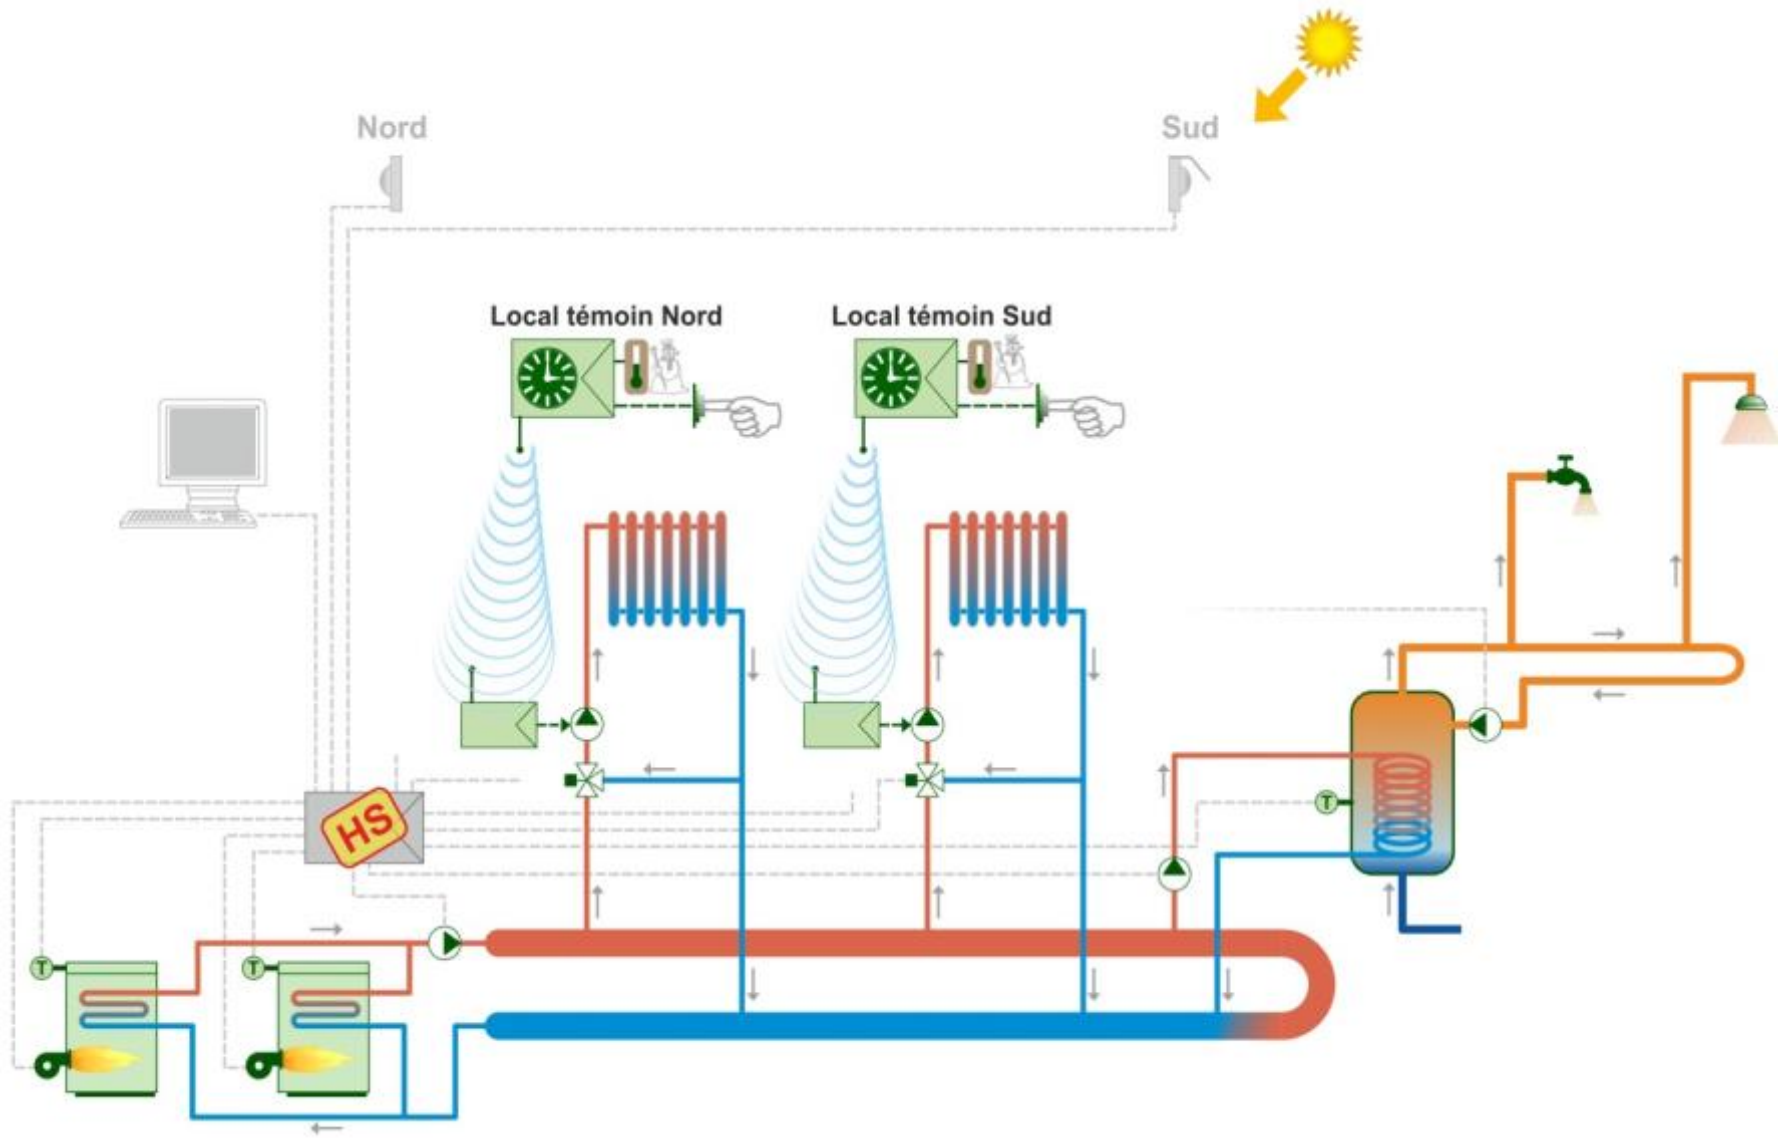 Nord
Sud
Local témoin Nord
Local témoin Sud
HS
T
T
T